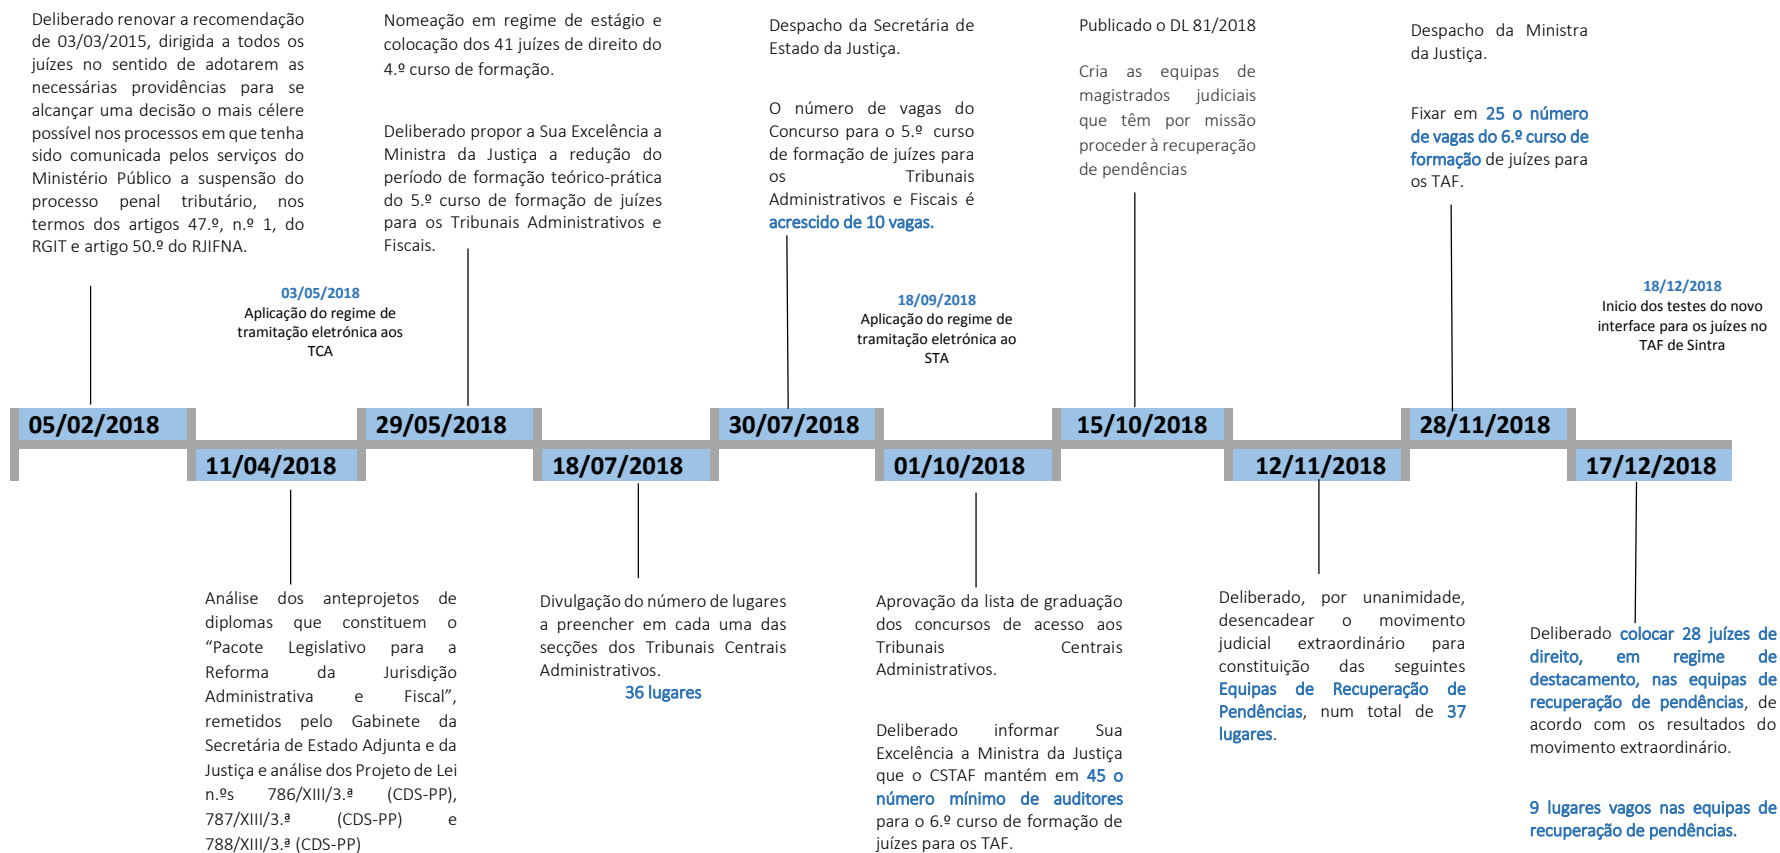 Deliberado renovar a recomendação
de 03/03/2015, dirigida a todos os
juízes no sentido de adotarem as
necessárias providências para se
alcançar uma decisão o mais célere
possível nos processos em que tenha
sido comunicada pelos serviços do
Ministério Público a suspensão do
processo penal tributário, nos
termos dos artigos 47.º, n.º 1, do
RGIT e artigo 50.º do RJIFNA.
Nomeação em regime de estágio e
colocação dos 41 juízes de direito do
4.º curso de formação.
Deliberado propor a Sua Excelência a
Ministra da Justiça a redução do
período de formação teórico-prática
do 5.º curso de formação de juízes
para os Tribunais Administrativos e
Fiscais.
Despacho da Secretária de
Estado da Justiça.
O número de vagas do
Concurso para o 5.º curso
de formação de juízes para
os Tribunais
Administrativos e Fiscais é
acrescido de 10 vagas.
Publicado o DL 81/2018
Cria as equipas de
magistrados judiciais
que têm por missão
proceder à recuperação
de pendências
Despacho da Ministra
da Justiça.
Fixar em 25 o número
de vagas do 6.º curso de
formação de juízes para
os TAF.
03/05/2018
Aplicação do regime de
tramitação eletrónica aos
TCA
18/09/2018
Aplicação do regime de
tramitação eletrónica ao
STA
18/12/2018
Inicio dos testes do novo
interface para os juízes no
TAF de Sintra
05/02/2018
29/05/2018
30/07/2018
15/10/2018
28/11/2018
11/04/2018
18/07/2018
01/10/2018
12/11/2018
17/12/2018
Análise dos anteprojetos de
diplomas que constituem o
“Pacote Legislativo para a
Reforma da Jurisdição
Administrativa e Fiscal”,
remetidos pelo Gabinete da
Secretária de Estado Adjunta e da
Justiça e análise dos Projeto de Lei
n.ºs 786/XIII/3.ª (CDS-PP),
787/XIII/3.ª (CDS-PP) e
788/XIII/3.ª (CDS-PP)
Divulgação do número de lugares
a preencher em cada uma das
secções dos Tribunais Centrais
Administrativos.
36 lugares
Aprovação da lista de graduação
dos concursos de acesso aos
Tribunais Centrais
Administrativos.
Deliberado informar Sua
Excelência a Ministra da Justiça
que o CSTAF mantém em 45 o
número mínimo de auditores
para o 6.º curso de formação de
juízes para os TAF.
Deliberado, por unanimidade,
desencadear o movimento
judicial extraordinário para
constituição das seguintes
Equipas de Recuperação de
Pendências, num total de 37
lugares.
Deliberado colocar 28 juízes de
direito, em regime de
destacamento, nas equipas de
recuperação de pendências, de
acordo com os resultados do
movimento extraordinário.
9 lugares vagos nas equipas de
recuperação de pendências.